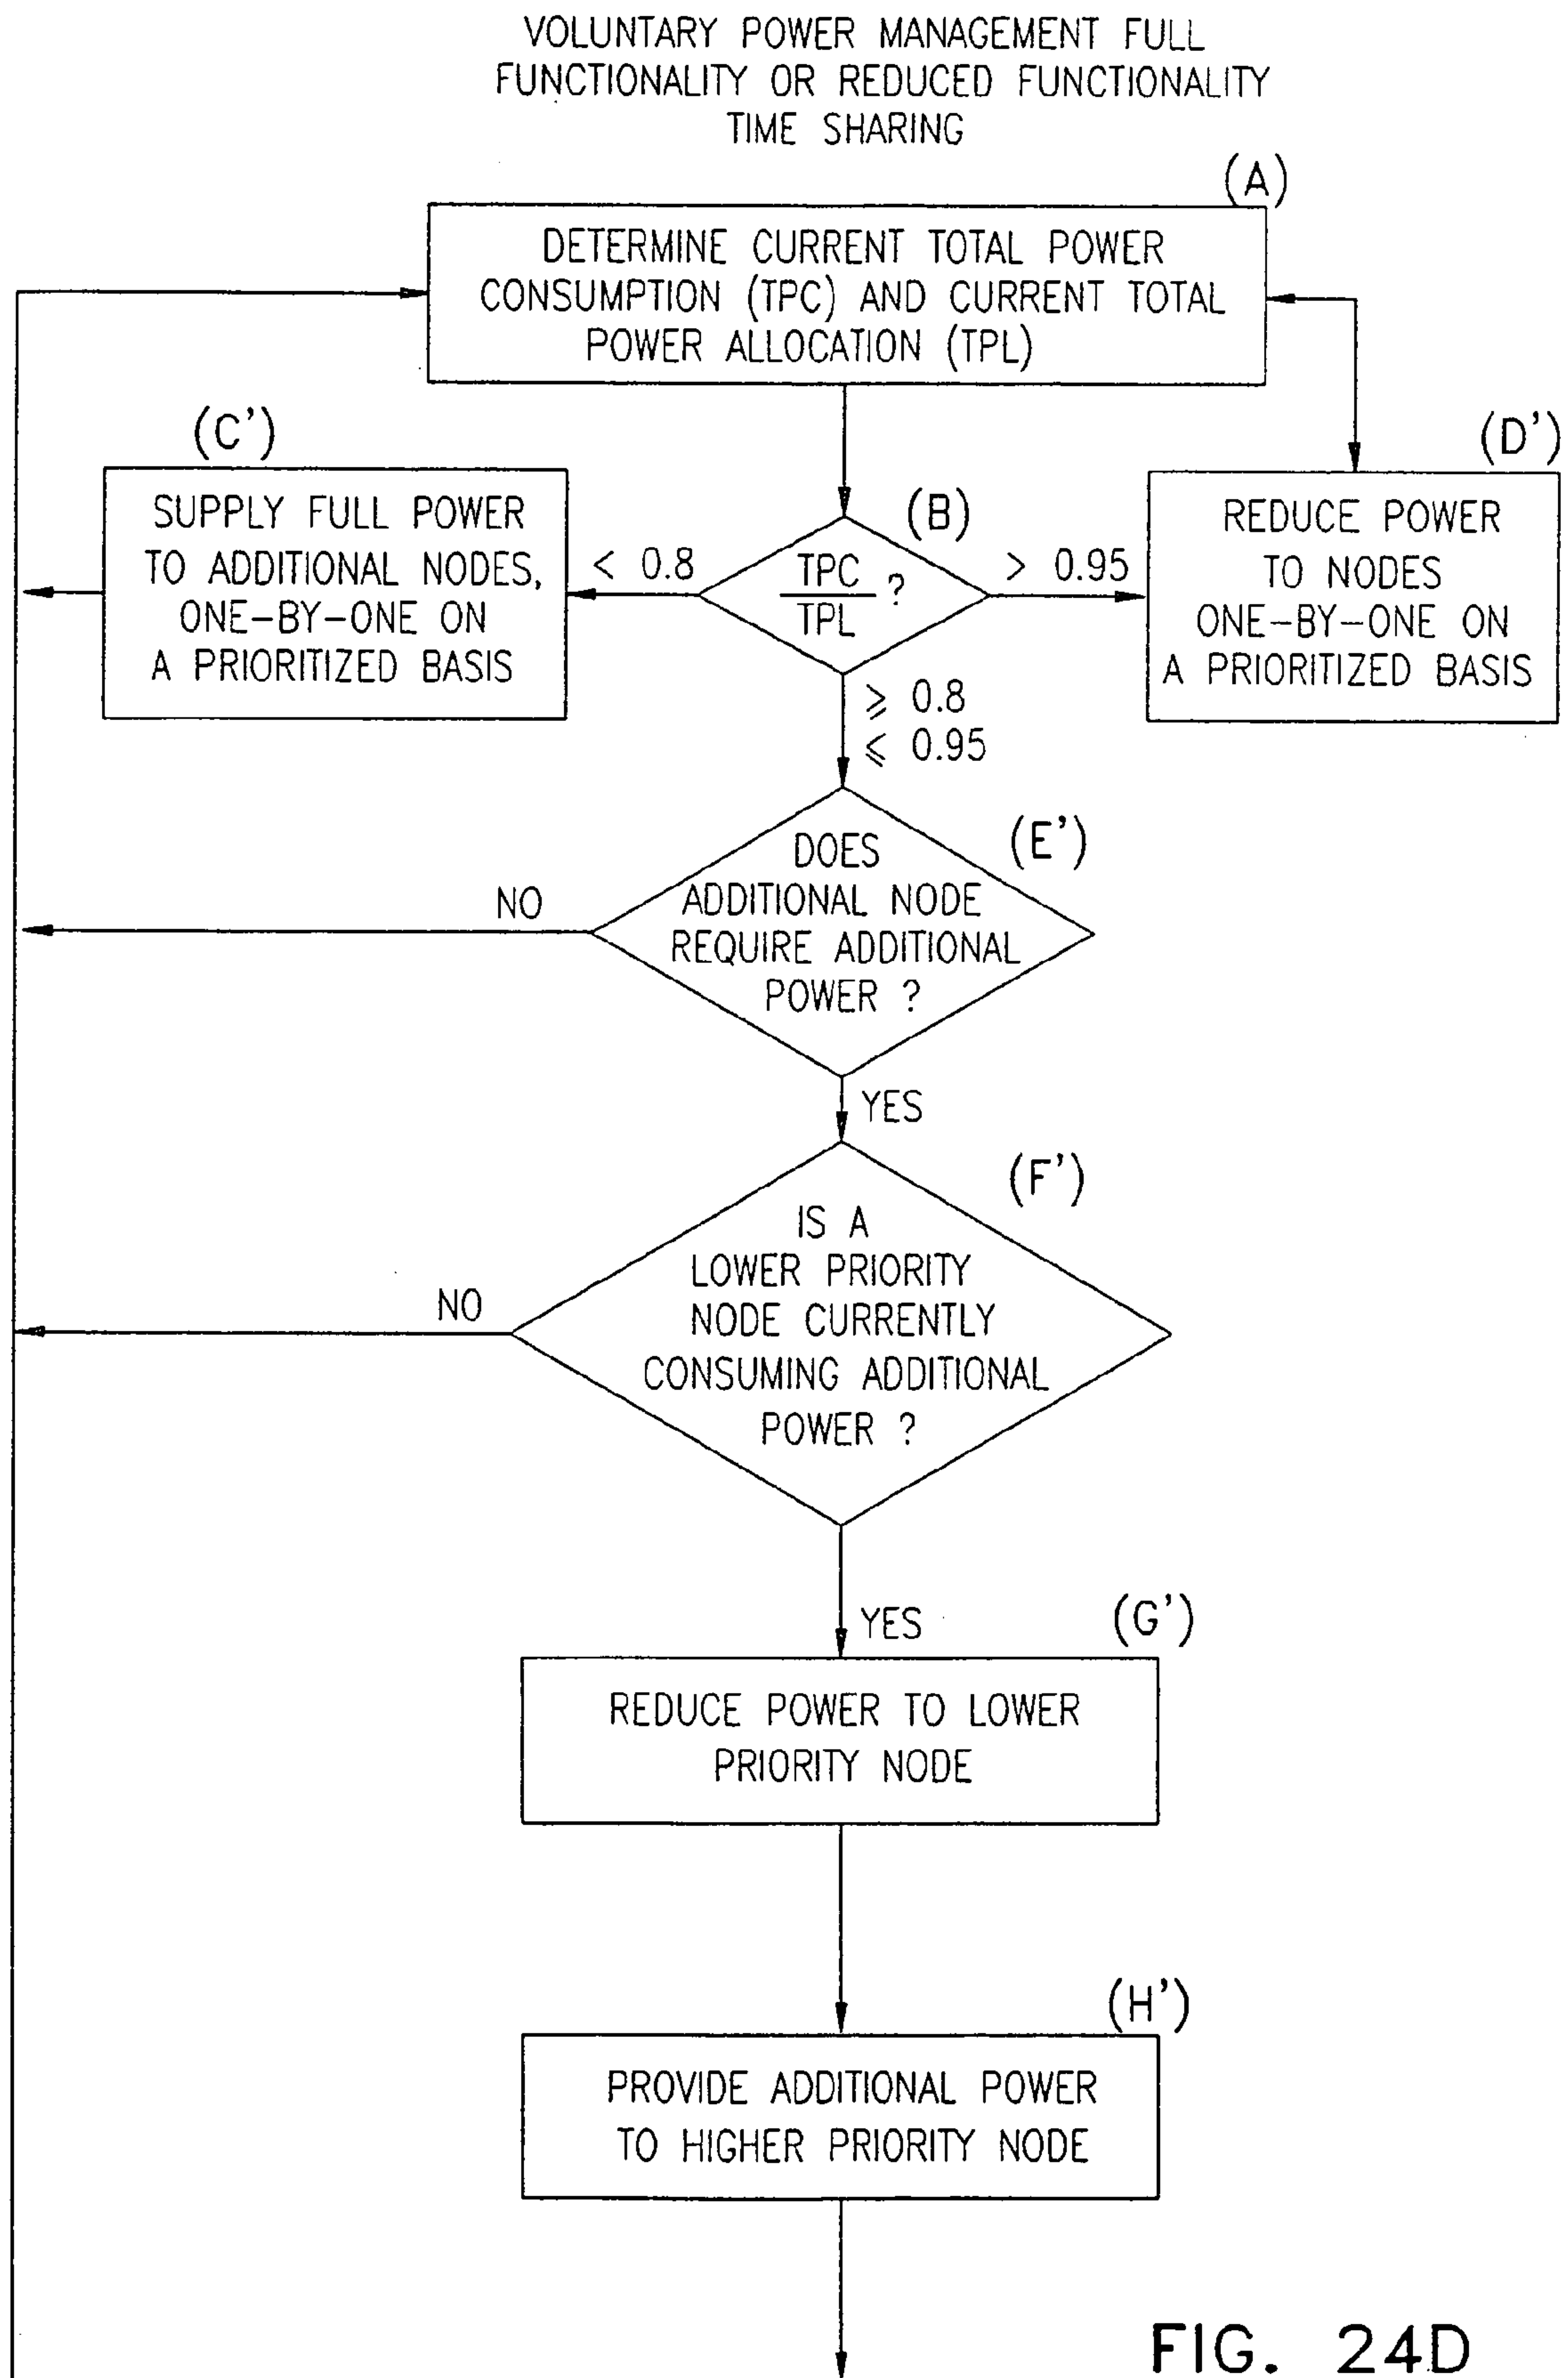 VOLUNTARY POWER MANAGEMENT FULL
FUNCTIONALITY OR REDUCED FUNCTIONALITY
TIME SHARING
(A)
DETERMINE CURRENT TOTAL POWER
CONSUMPTION (TPC) AND CURRENT TOTAL
POWER ALLOCATION (TPL)
(C')
SUPPLY FULL POWER
TO ADDITIONAL NODES,
ONE-BY-ONE ON
A PRIORITIZED BASIS
< 0.8
(B)
TPC
TPL
?
> 0.95
(D')
REDUCE POWER
TO NODES
ONE-BY-ONE ON
A PRIORITIZED BASIS
⩾ 0.8
⩽ 0.95
(E')
DOES
ADDITIONAL NODE
REQUIRE ADDITIONAL
POWER ?
NO
YES
(F')
IS A
LOWER PRIORITY
NODE CURRENTLY
CONSUMING ADDITIONAL
POWER ?
NO
YES
(G')
REDUCE POWER TO LOWER
PRIORITY NODE
(H')
PROVIDE ADDITIONAL POWER
TO HIGHER PRIORITY NODE
FIG. 24D